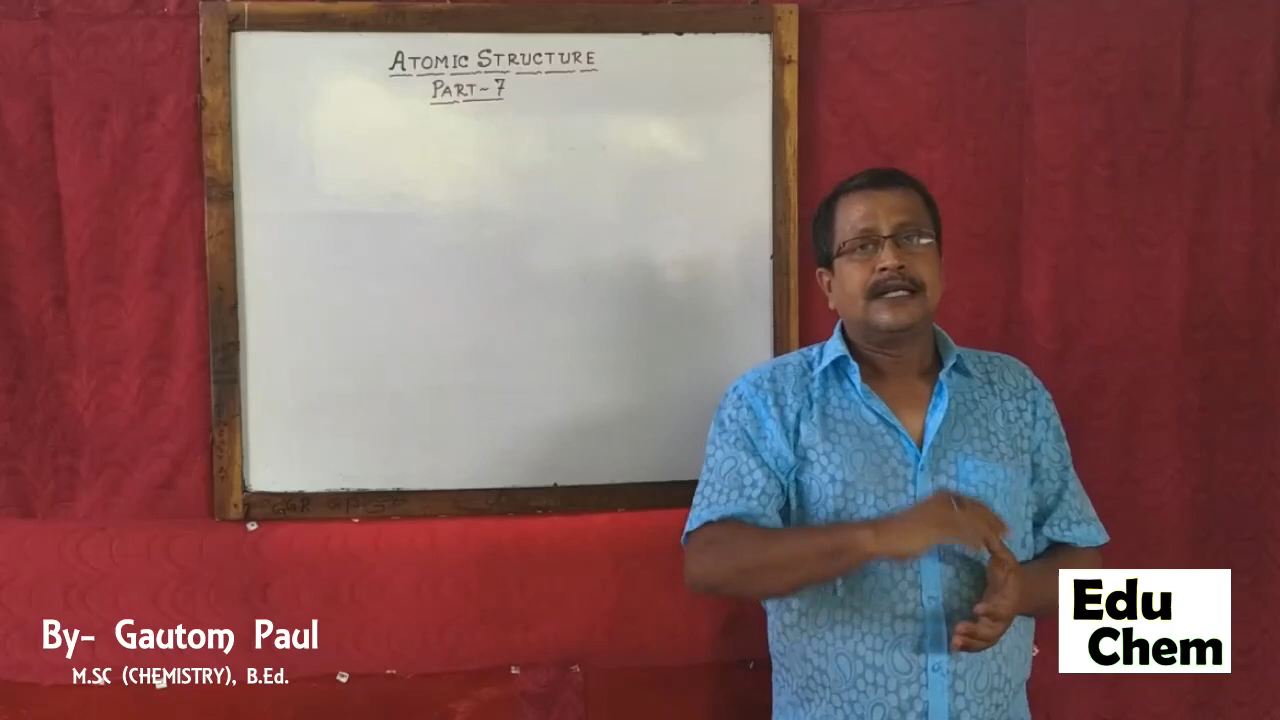 ATOMIC STRUCTURE
PART-7
By- Gautom Paul
M.SC (CHEMISTRY), B.Ed.
Edu
Chem